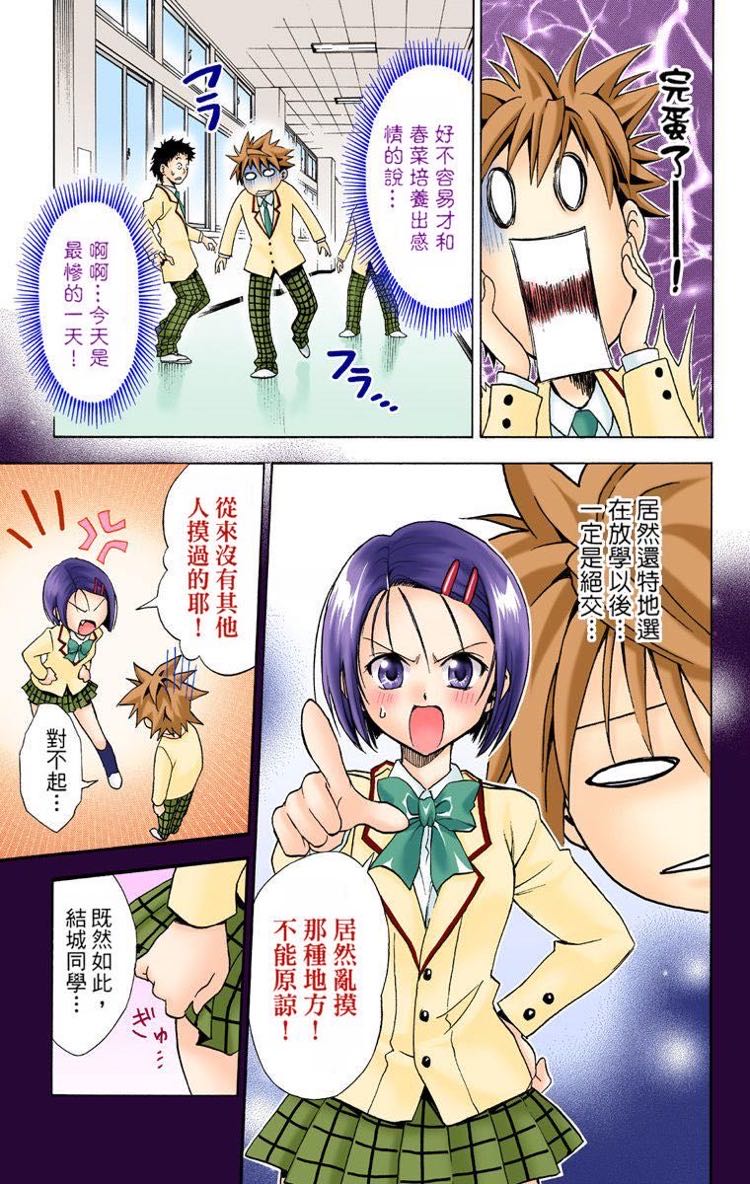 完蛋了——！
好不容易才和
春菜培養出感
情的說…
フラ
フラ
啊啊…今天是
最慘的一天！
居然還特地選
在放學以後…
一定是絕交…
居然亂摸
那種地方！
不能原諒！
從來沒有其他
人摸過的耶！
對不起…
既然如此，
結城同學…
ぎゅ…